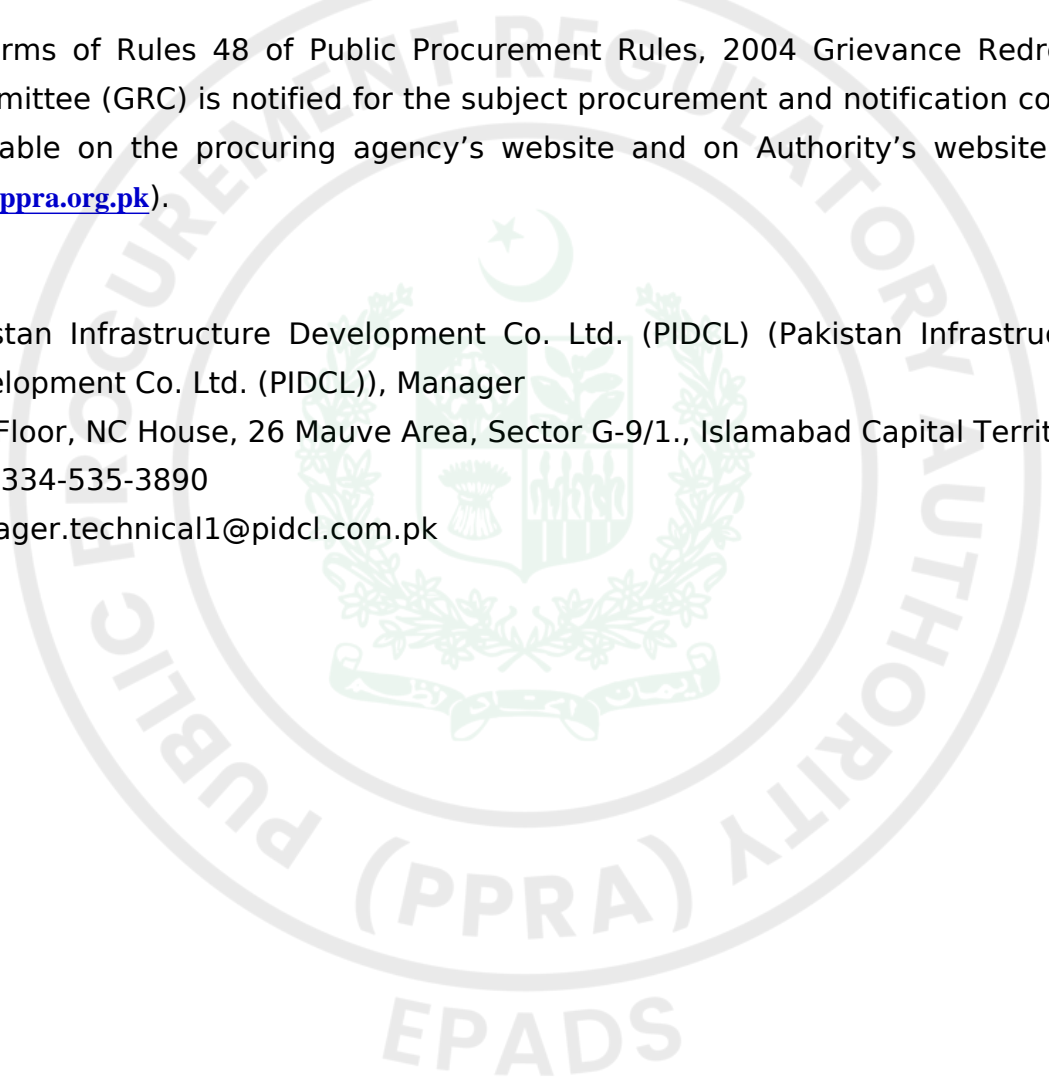 rms of Rules 48 of Public Procurement Rules, 2004 Grievance Redre
mittee (GRC) is notified for the subject procurement and notification co
able on the procuring agency’s website and on Authority’s website
ppra.org.pk).
stan Infrastructure Development Co. Ltd. (PIDCL) (Pakistan Infrastruc
elopment Co. Ltd. (PIDCL)), Manager
Floor, NC House, 26 Mauve Area, Sector G-9/1., Islamabad Capital Territ
334-535-3890
ager.technical1@pidcl.com.pk
PUBLIC PROCUREMENT REGULATORY AUTHORITY
(PPRA)
EPADS